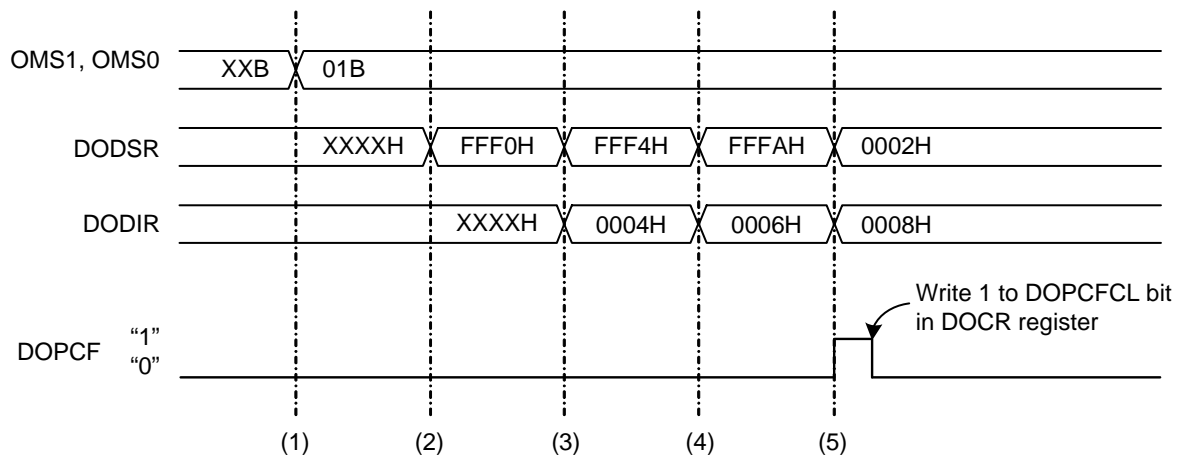 OMS1, OMS0 XXB 01B
DODSR XXXXH FFF0H FFF4H FFFAH 0002H
DODIR XXXXH 0004H 0006H 0008H
Write 1 to DOPCFCL bit
in DOCR register
DOPCF “1”
“0”
(1) (2) (3) (4) (5)